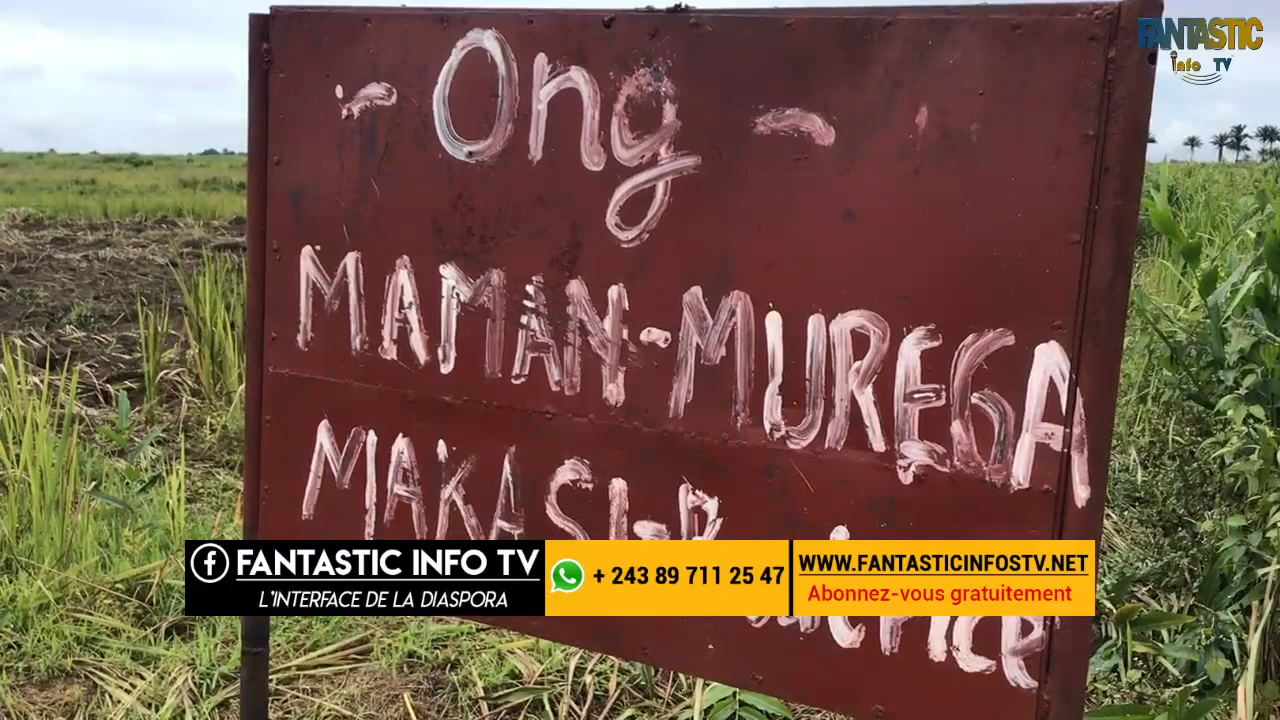 FANTASTIC
info TV
- Ong -
MAMAN-MUREGA
MAKASI-
FANTASTIC INFO TV
L'INTERFACE DE LA DIASPORA
+ 243 89 711 25 47
WWW.FANTASTICINFOSTV.NET
Abonnez-vous gratuitement